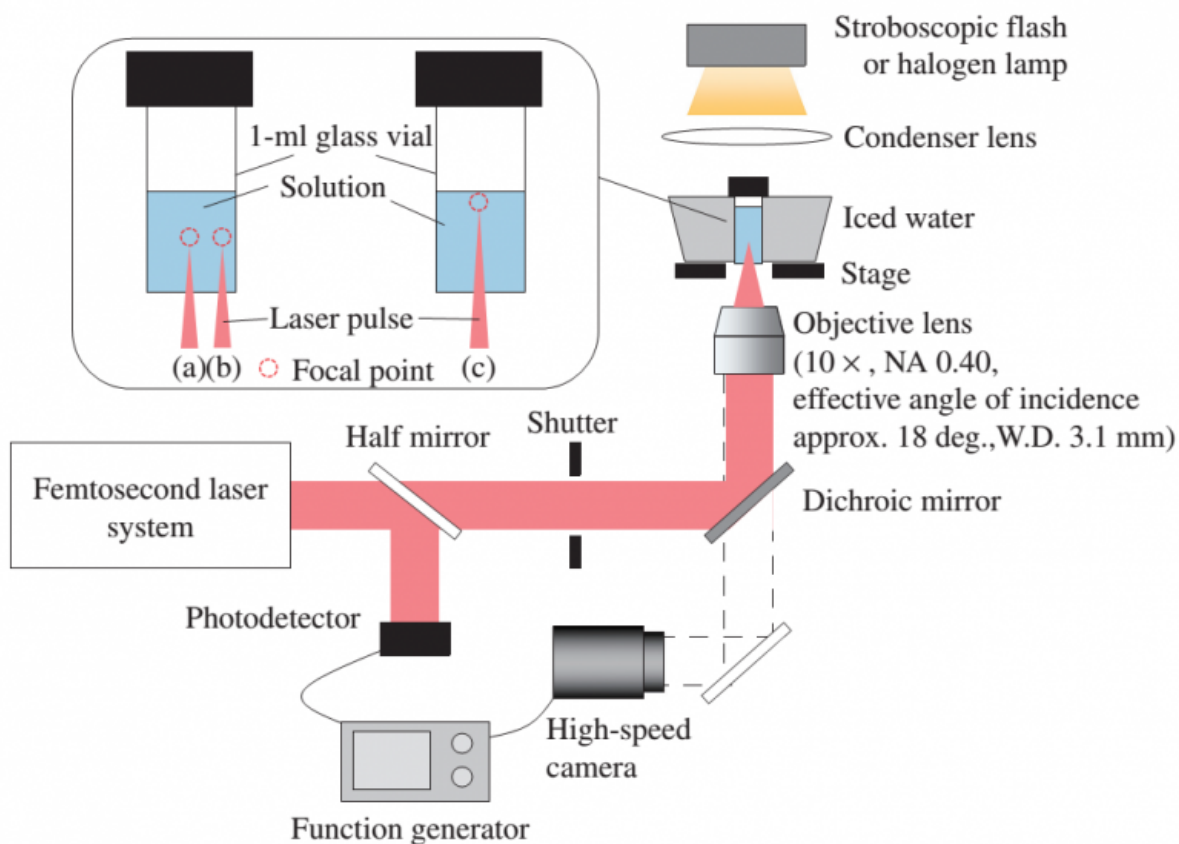 Stroboscopic flash
or halogen lamp
1-ml glass vial
Condenser lens
Solution
Iced water
Stage
Laser pulse
Objective lens
(a)(b)
Focal point
(c)
(10 ×, NA 0.40,
effective angle of incidence
approx. 18 deg.,W.D. 3.1 mm)
Half mirror
Shutter
Femtosecond laser
system
Dichroic mirror
Photodetector
High-speed
camera
Function generator